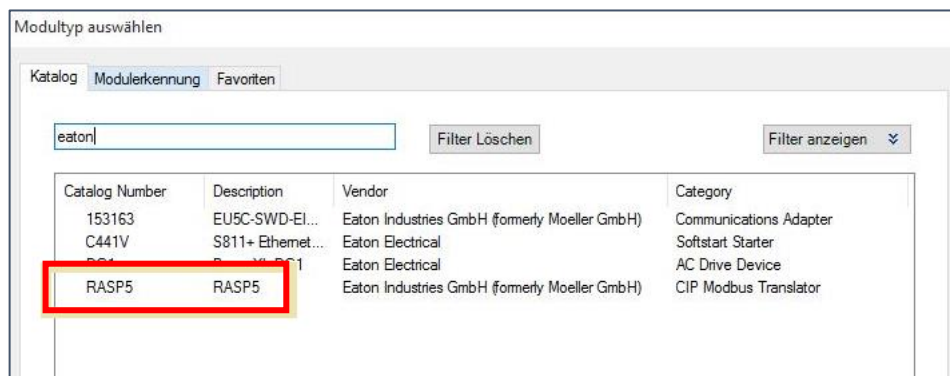 Modultyp auswählen
Katalog Modulerkennung Favoriten
eaton Filter Löschen Filter anzeigen
Catalog Number Description Vendor Category
153163 EU5C-SWD-EI... Eaton Industries GmbH (formerly Moeller GmbH) Communications Adapter
C441V S811+ Ethernet... Eaton Electrical Softstart Starter
Eaton Electrical AC Drive Device
RASP5 RASP5 Eaton Industries GmbH (formerly Moeller GmbH) CIP Modbus Translator